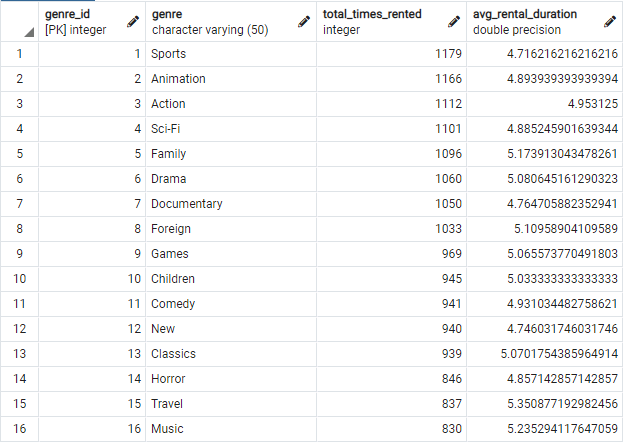 genre_id genre total_times_rented avg_rental_duration
[PK] integer character varying (50) integer double precision
1 1 Sports 1179 4.716216216216216
2 2 Animation 1166 4.893939393939394
3 3 Action 1112 4.953125
4 4 Sci-Fi 1101 4.885245901639344
5 5 Family 1096 5.173913043478261
6 6 Drama 1060 5.080645161290323
7 7 Documentary 1050 4.764705882352941
8 8 Foreign 1033 5.10958904109589
9 9 Games 969 5.065573770491803
10 10 Children 945 5.033333333333333
11 11 Comedy 941 4.931034482758621
12 12 New 940 4.746031746031746
13 13 Classics 939 5.0701754385964914
14 14 Horror 846 4.857142857142857
15 15 Travel 837 5.350877192982456
16 16 Music 830 5.235294117647059